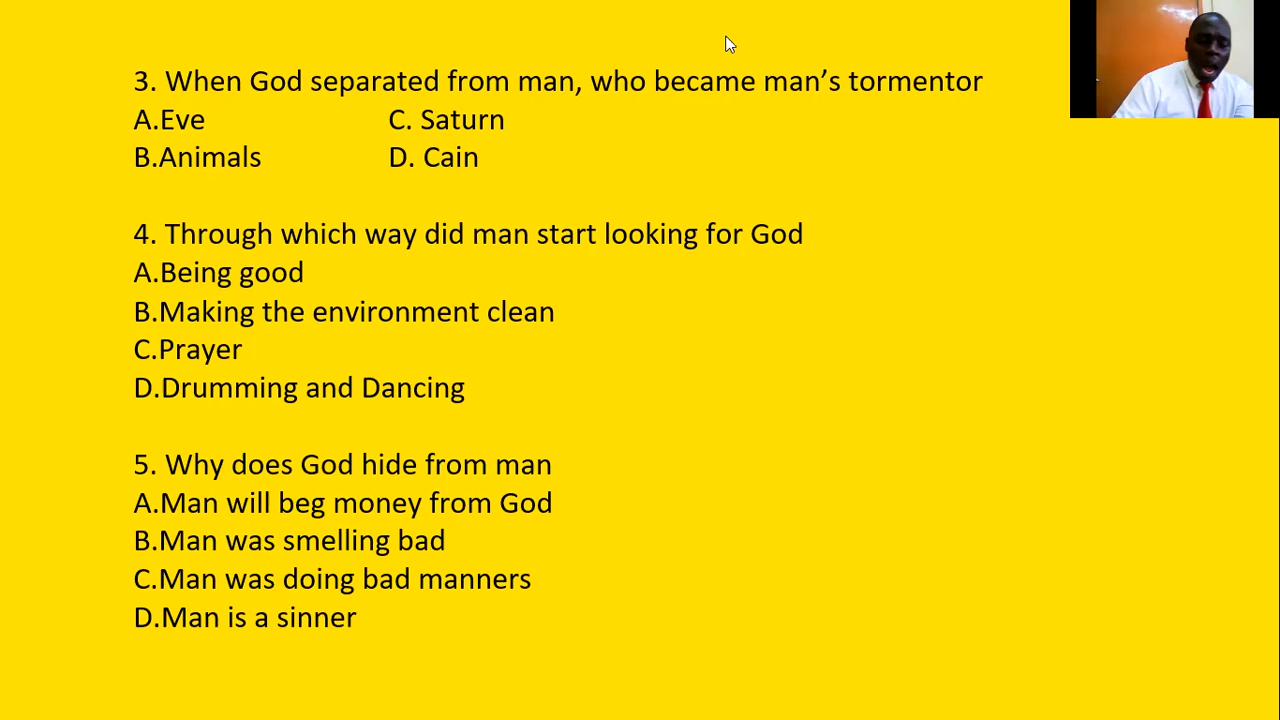 3. When God separated from man, who became man’s tormentor
A.Eve C. Saturn
B.Animals D. Cain
4. Through which way did man start looking for God
A.Being good
B.Making the environment clean
C.Prayer
D.Drumming and Dancing
5. Why does God hide from man
A.Man will beg money from God
B.Man was smelling bad
C.Man was doing bad manners
D.Man is a sinner